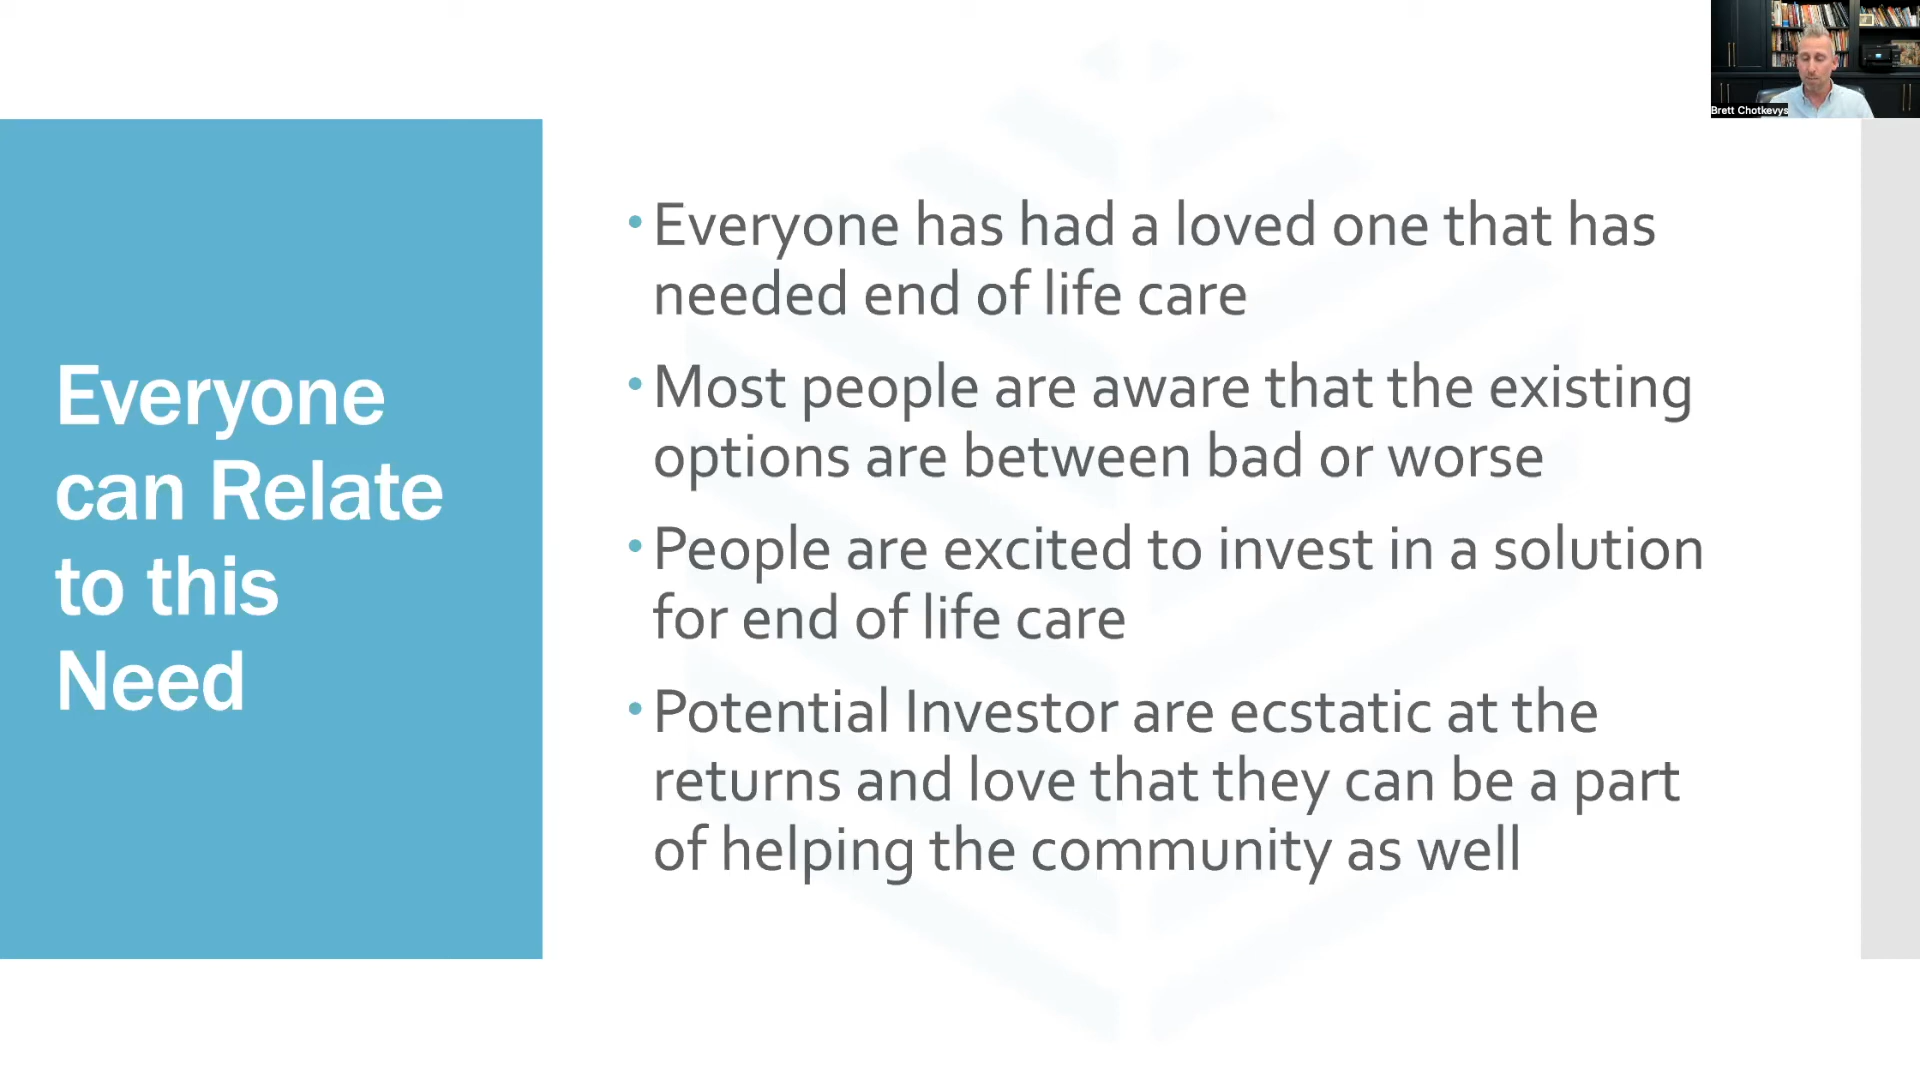 Brett Chotkevys
Everyone
can Relate
to this
Need
• Everyone has had a loved one that has
needed end of life care
• Most people are aware that the existing
options are between bad or worse
• People are excited to invest in a solution
for end of life care
• Potential Investor are ecstatic at the
returns and love that they can be a part
of helping the community as well